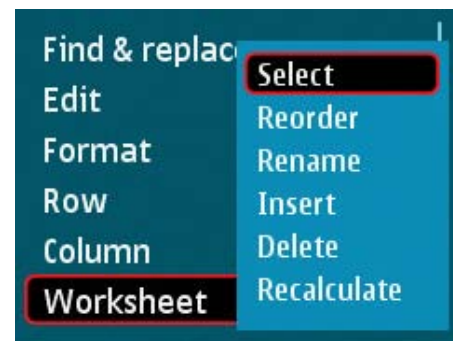 Find & replac
Edit
Format
Row
Column
Worksheet
Select
Reorder
Rename
Insert
Delete
Recalculate